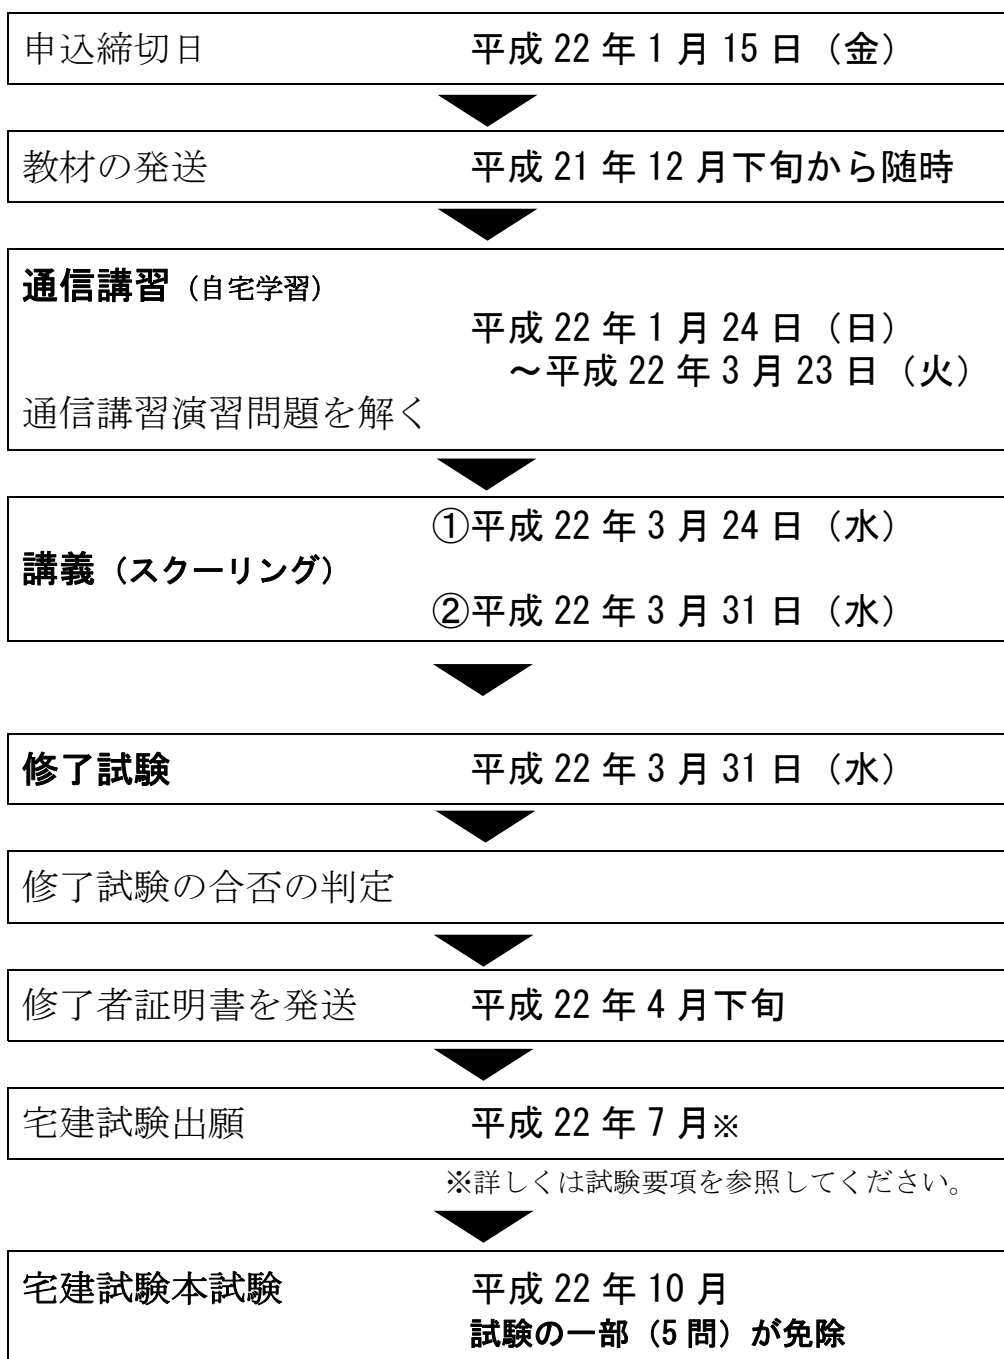 申込締切日 平成 22 年 1 月 15 日（金）
教材の発送 平成 21 年 12 月下旬から随時
通信講習（自宅学習）
平成 22 年 1 月 24 日（日）
～平成 22 年 3 月 23 日（火）
通信講習演習問題を解く
①平成 22 年 3 月 24 日（水）
講義（スクーリング）
②平成 22 年 3 月 31 日（水）
修了試験 平成 22 年 3 月 31 日（水）
修了試験の合否の判定
修了者証明書を発送 平成 22 年 4 月下旬
宅建試験出願 平成 22 年 7 月※
※詳しくは試験要項を参照してください。
宅建試験本試験 平成 22 年 10 月
試験の一部（5 問）が免除